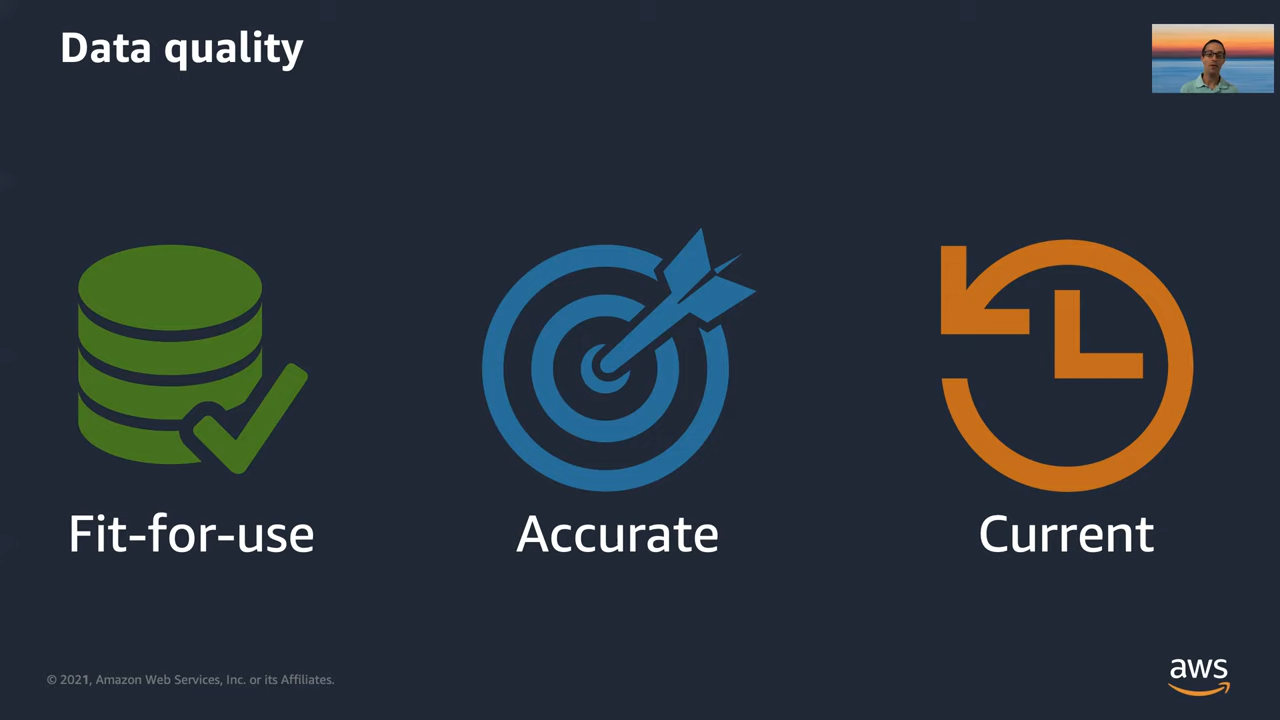 Data quality
Fit-for-use
Accurate
Current
© 2021, Amazon Web Services, Inc. or its Affiliates.
aws